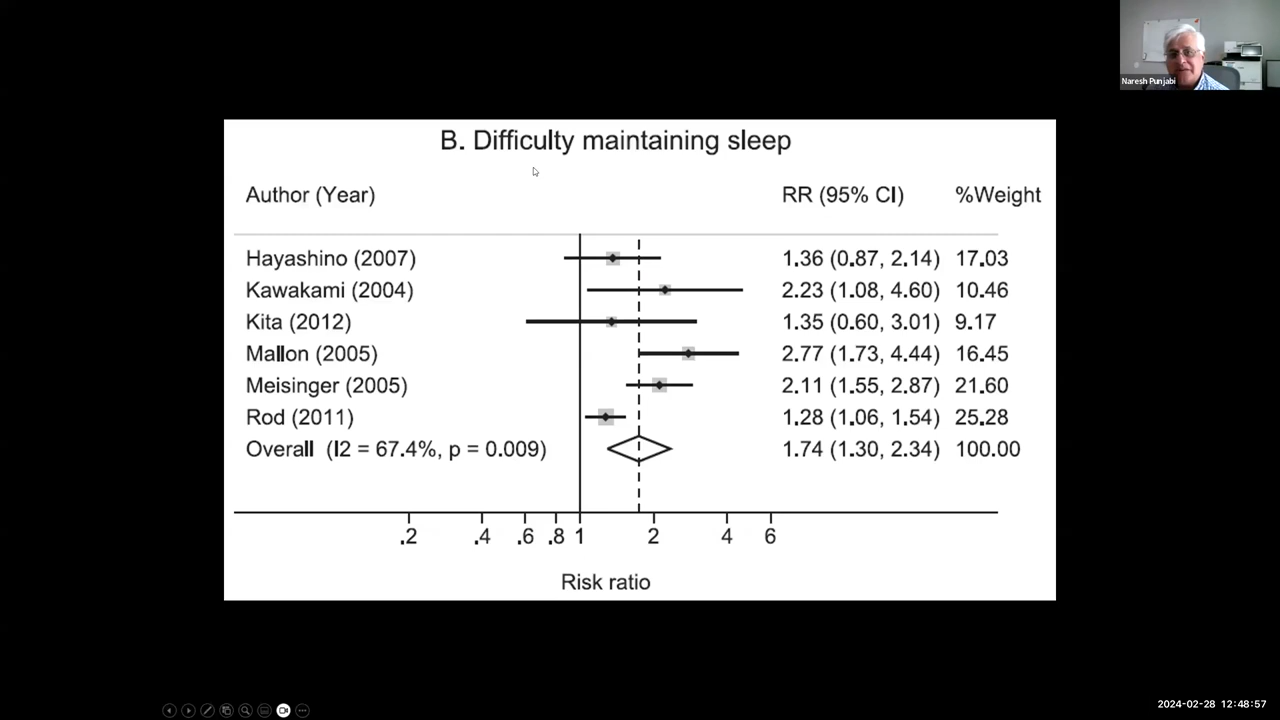 Naresh Punjabi
B. Difficulty maintaining sleep
Author (Year) RR (95% CI) %Weight
Hayashino (2007) 1.36 (0.87, 2.14) 17.03
Kawakami (2004) 2.23 (1.08, 4.60) 10.46
Kita (2012) 1.35 (0.60, 3.01) 9.17
Mallon (2005) 2.77 (1.73, 4.44) 16.45
Meisinger (2005) 2.11 (1.55, 2.87) 21.60
Rod (2011) 1.28 (1.06, 1.54) 25.28
Overall (I2 = 67.4%, p = 0.009) 1.74 (1.30, 2.34) 100.00
.2 .4 .6 .8 1 2 4 6
Risk ratio
2024-02-28 12:48:57